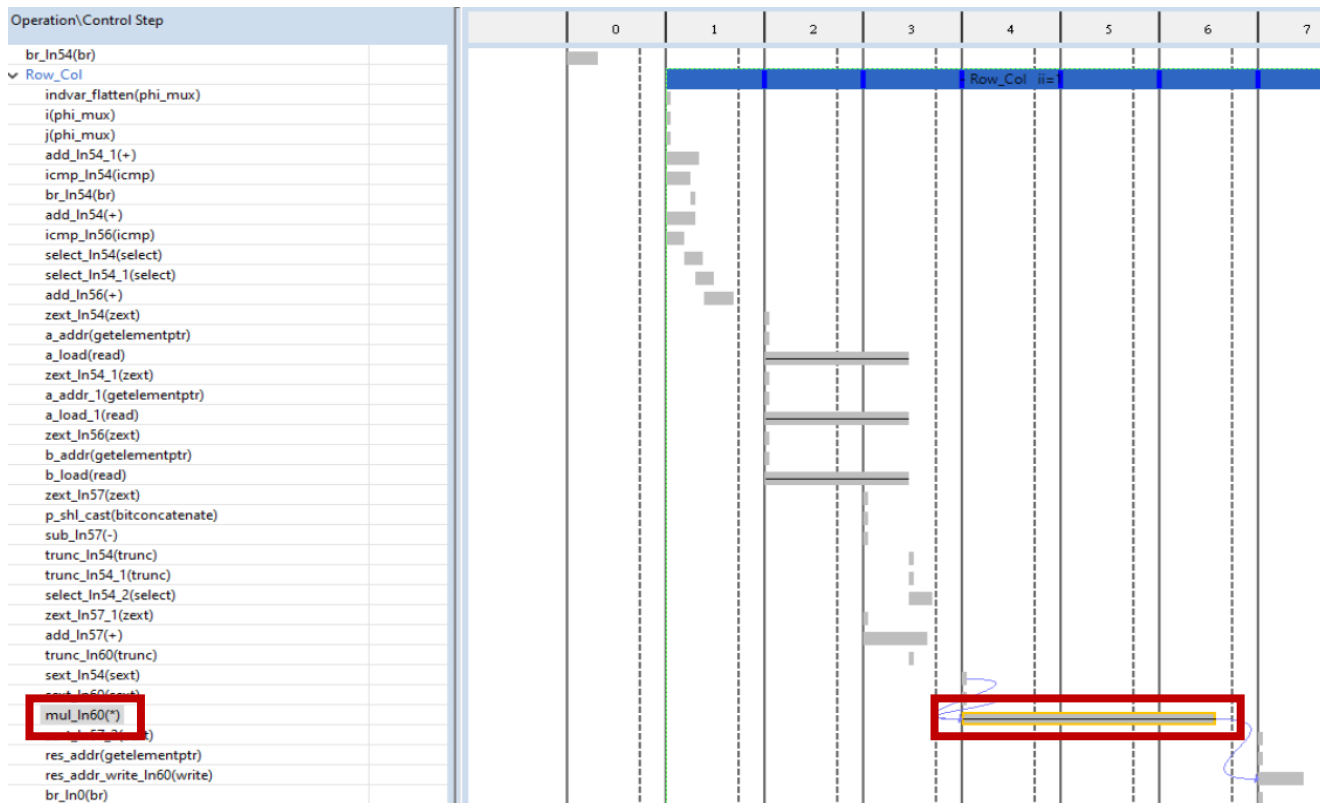 Operation\Control Step
0 1 2 3 4 5 6 7
br_ln54(br)
Row_Col
Row_Col ii=1
indvar_flatten(phi_mux)
i(phi_mux)
j(phi_mux)
add_ln54_1(+)
icmp_ln54(icmp)
br_ln54(br)
add_ln54(+)
icmp_ln56(icmp)
select_ln54(select)
select_ln54_1(select)
add_ln56(+)
zext_ln54(zext)
a_addr(getelementptr)
a_load(read)
zext_ln54_1(zext)
a_addr_1(getelementptr)
a_load_1(read)
zext_ln56(zext)
b_addr(getelementptr)
b_load(read)
zext_ln57(zext)
p_shl_cast(bitconcatenate)
sub_ln57(-)
trunc_ln54(trunc)
trunc_ln54_1(trunc)
select_ln54_2(select)
zext_ln57_1(zext)
add_ln57(+)
trunc_ln60(trunc)
sext_ln54(sext)
sext_ln60(sext)
mul_ln60(*)
res_addr(getelementptr)
res_addr_write_ln60(write)
br_ln0(br)